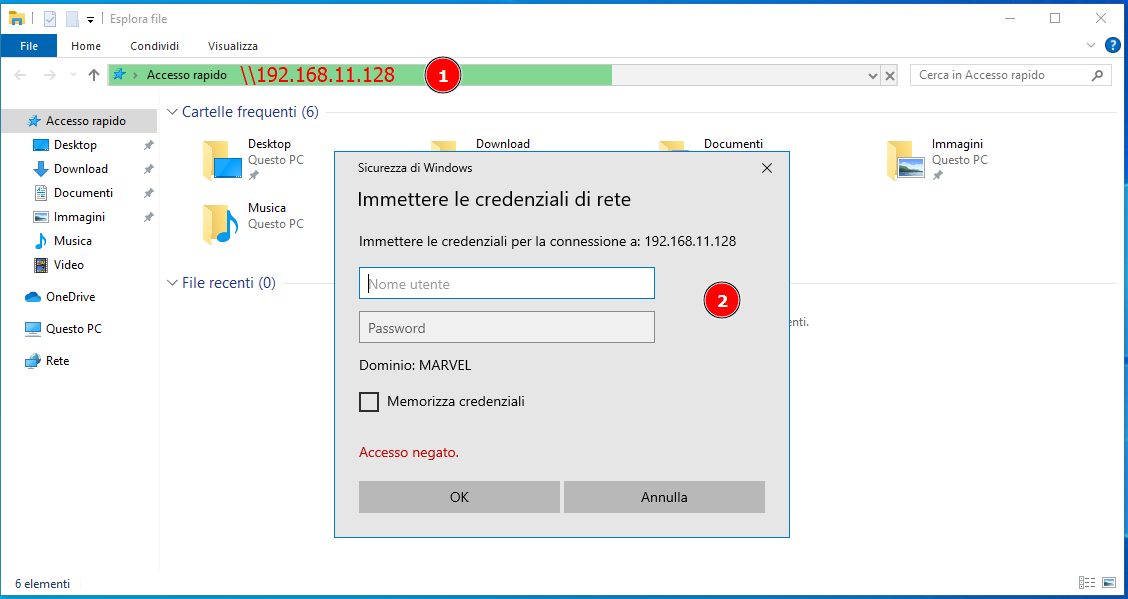 Esplora file
File Home Condividi Visualizza
Accesso rapido \\192.168.11.128 1 Cerca in Accesso rapido
Accesso rapido
Desktop
Download
Documenti
Immagini
Musica
Video
OneDrive
Questo PC
Rete
Cartelle frequenti (6)
Desktop
Questo PC
Download
Documenti
Immagini
Questo PC
Musica
Questo PC
File recenti (0)
enti.
Sicurezza di Windows
Immettere le credenziali di rete
Immettere le credenziali per la connessione a: 192.168.11.128
Nome utente
2
Password
Dominio: MARVEL
Memorizza credenziali
Accesso negato.
OK Annulla
6 elementi